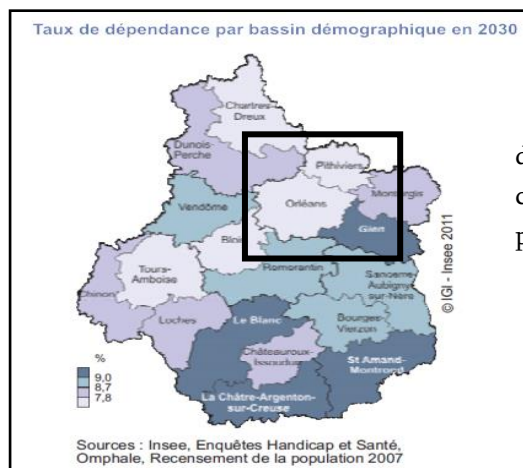 Taux de dépendance par bassin démographique en 2030
Chartres-
Dreux
Dunois-
Perche
Pithiviers
Montargis
Orléans
Vendôme
Gien
Blois
Tours-
Amboise
Romorantin
Sancerre-
Aubigny-
sur-Nère
Chinon
Loches
Le Blanc
Bourges-
Vierzon
Châteauroux-
Issoudun
St Amand-
Montrond
La Châtre-Argenton-
sur-Creuse
%
9,0
8,7
7,8
© IGI - Insee 2011
Sources : Insee, Enquêtes Handicap et Santé,
Omphale, Recensement de la population 2007